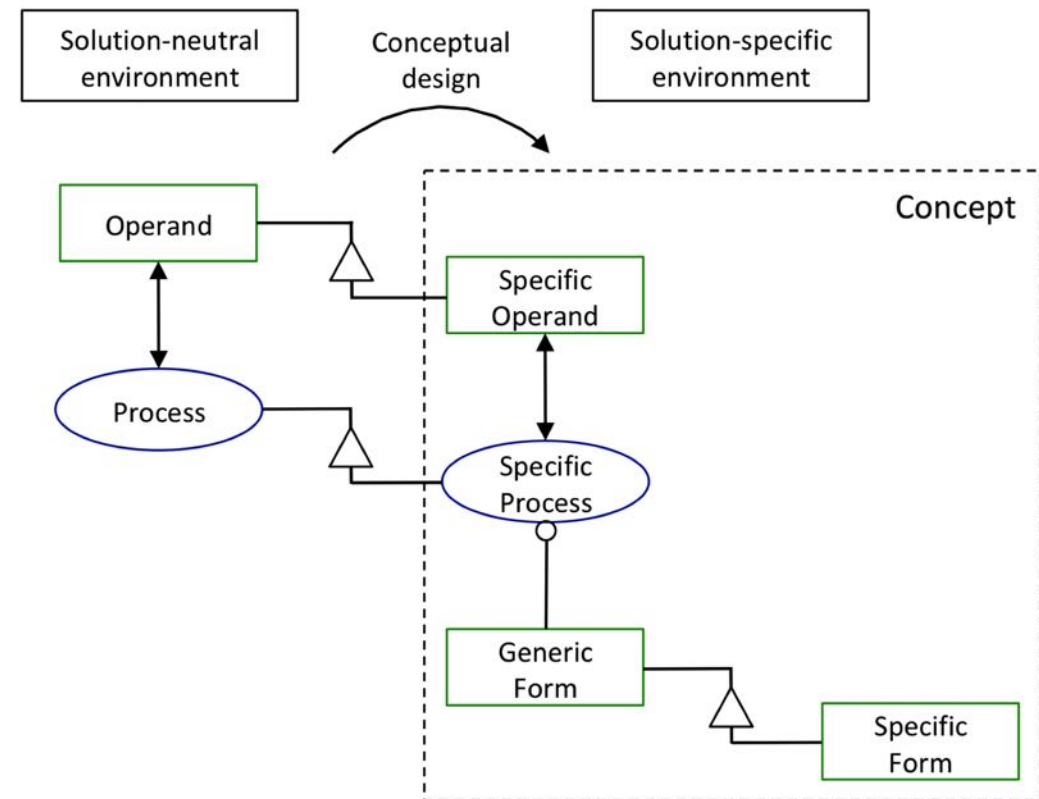 Solution-neutral
environment
Conceptual
design
Solution-specific
environment
Concept
Operand
Specific
Operand
Process
Specific
Process
Generic
Form
Specific
Form